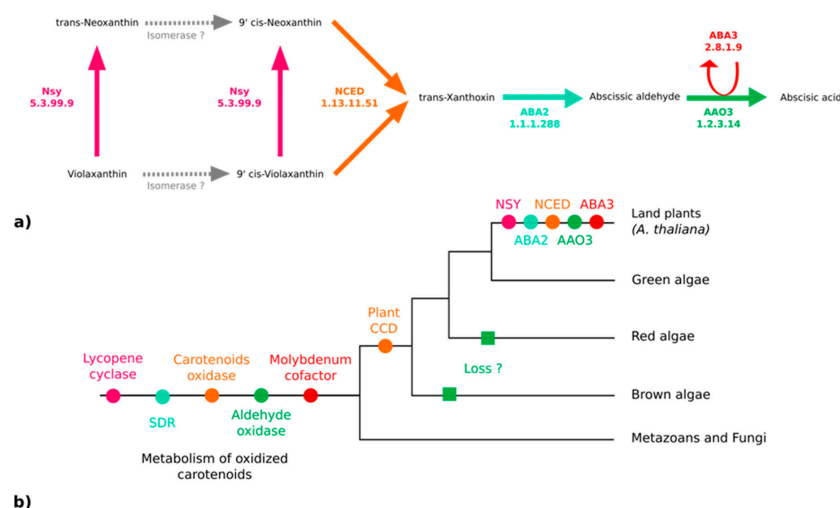 trans-Neoxanthin
Isomerase ?
9' cis-Neoxanthin
Nsy
5.3.99.9
Nsy
5.3.99.9
NCED
1.13.11.51
trans-Xanthoxin
ABA2
1.1.1.288
Abscissic aldehyde
ABA3
2.8.1.9
AAO3
1.2.3.14
Abscisic acid
Violaxanthin
Isomerase ?
9' cis-Violaxanthin
a)
NSY
NCED
ABA3
ABA2
AAO3
Land plants
(A. thaliana)
Green algae
Plant
CCD
Red algae
Loss ?
Lycopene
cyclase
Carotenoids
oxidase
Molybdenum
cofactor
SDR
Aldehyde
oxidase
Brown algae
Metabolism of oxidized
carotenoids
Metazoans and Fungi
b)